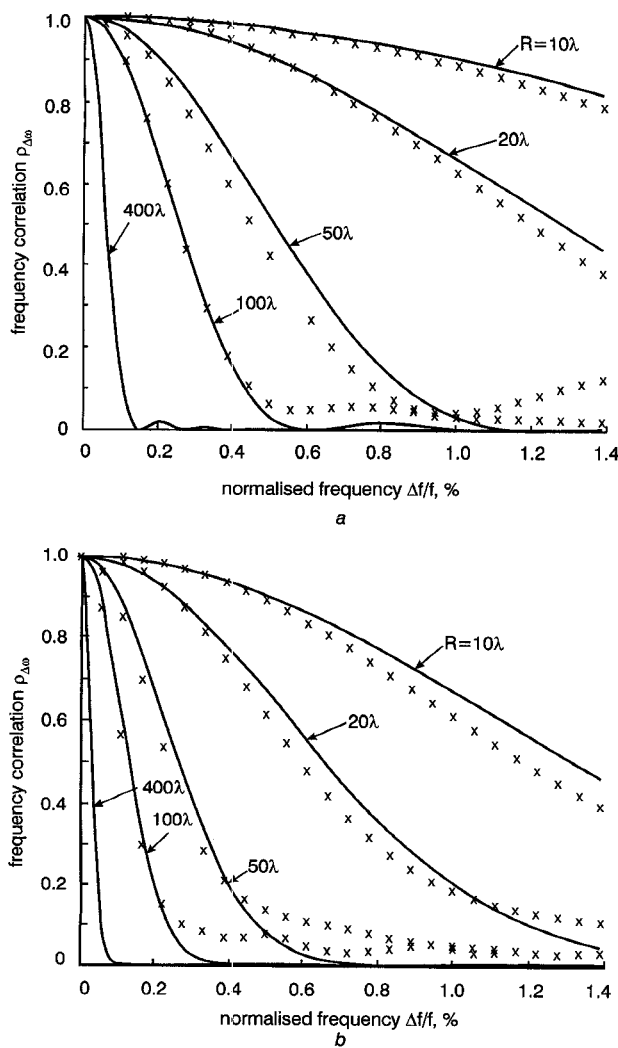 1.0
0.8
0.6
0.4
0.2
0
frequency correlation ρΔω
R=10λ
20λ
50λ
400λ
100λ
0 0.2 0.4 0.6 0.8 1.0 1.2 1.4
normalised frequency Δf/f, %
a
1.0
0.8
0.6
0.4
0.2
0
frequency correlation ρΔω
R=10λ
20λ
400λ
100λ
50λ
0 0.2 0.4 0.6 0.8 1.0 1.2 1.4
normalised frequency Δf/f, %
b